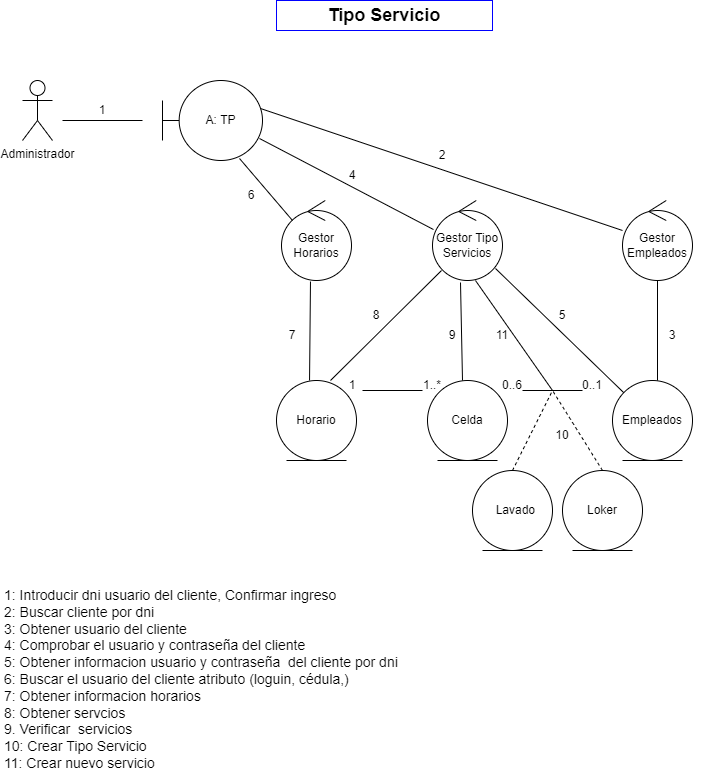 Tipo Servicio
1
A: TP
Administrador
2
4
6
Gestor
Horarios
Gestor Tipo
Servicios
Gestor
Empleados
8
5
7
9
11
3
1
1..*
0..6
0..1
Horario
Celda
Empleados
10
Lavado
Loker
1: Introducir dni usuario del cliente, Confirmar ingreso
2: Buscar cliente por dni
3: Obtener usuario del cliente
4: Comprobar el usuario y contraseña del cliente
5: Obtener informacion usuario y contraseña  del cliente por dni
6: Buscar el usuario del cliente atributo (loguin, cédula,)
7: Obtener informacion horarios
8: Obtener servcios
9. Verificar  servicios
10: Crear Tipo Servicio
11: Crear nuevo servicio